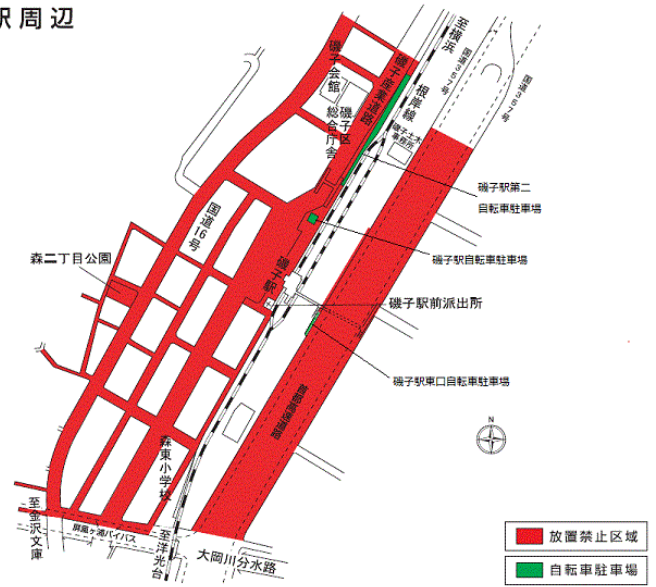 駅周辺
至横浜
国道357号
国道357号
根岸線
磯子産業道路
磯子会館
磯子区
総合庁舎
磯子土木
事務所
磯子駅第二
自転車駐車場
国道16号
磯子駅自転車駐車場
森二丁目公園
磯子駅
磯子駅前派出所
磯子駅東口自転車駐車場
首都高速道路
N
森東小学校
至金沢文庫
屏風ヶ浦バイパス
至洋光台
大岡川分水路
放置禁止区域
自転車駐車場